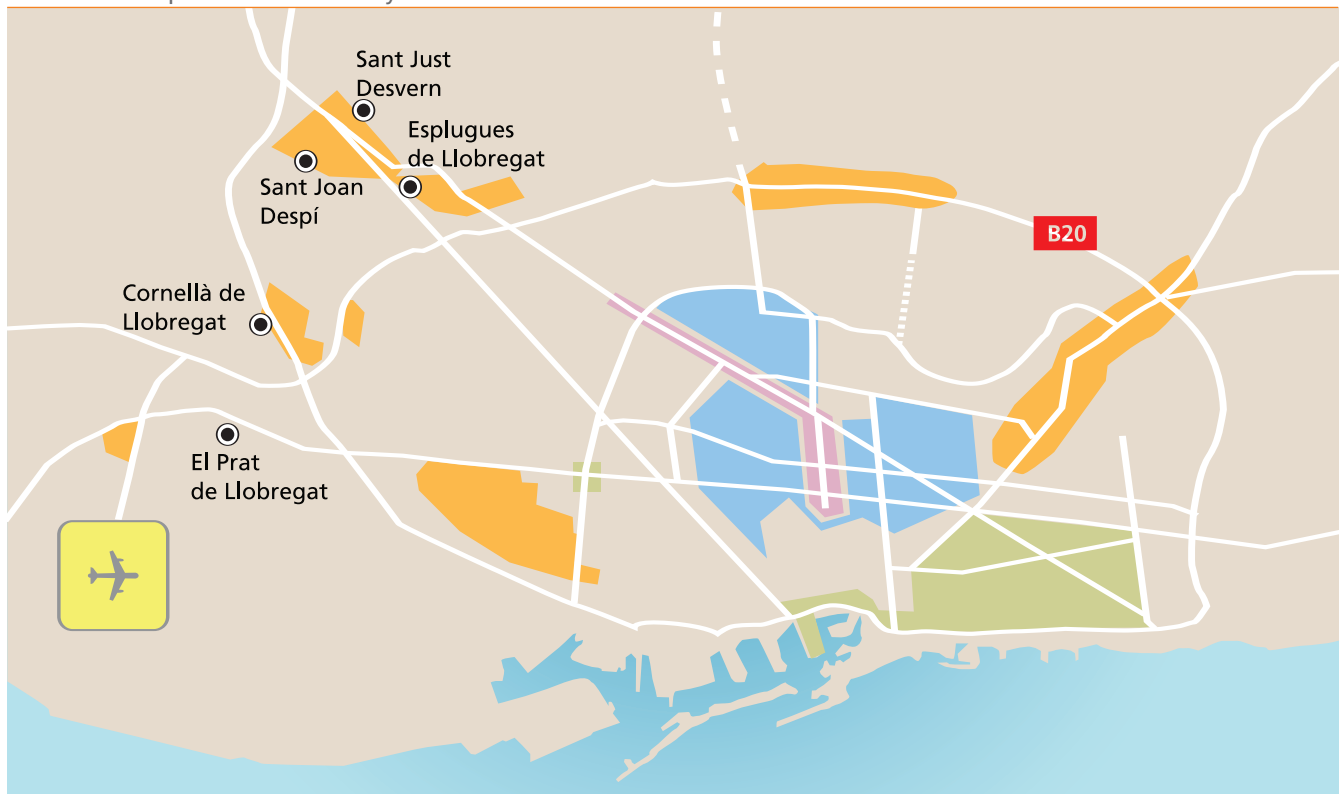 Sant Just
Desvern
Esplugues
de Llobregat
Sant Joan
Despí
B20
Cornellà de
Llobregat
El Prat
de Llobregat